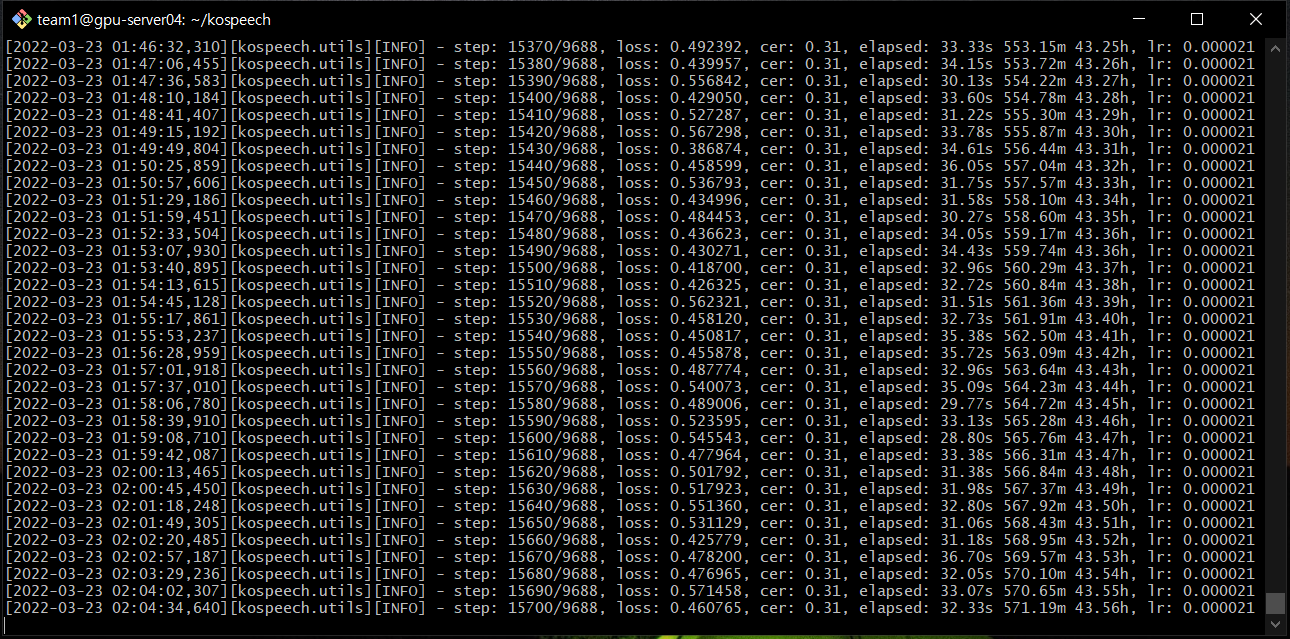 team1@gpu-server04: ~/kospeech
[2022-03-23 01:46:32,310][kospeech.utils][INFO] - step: 15370/9688, loss: 0.492392, cer: 0.31, elapsed: 33.33s 553.15m 43.25h, lr: 0.000021
[2022-03-23 01:47:06,455][kospeech.utils][INFO] - step: 15380/9688, loss: 0.439957, cer: 0.31, elapsed: 34.15s 553.72m 43.26h, lr: 0.000021
[2022-03-23 01:47:36,583][kospeech.utils][INFO] - step: 15390/9688, loss: 0.556842, cer: 0.31, elapsed: 30.13s 554.22m 43.27h, lr: 0.000021
[2022-03-23 01:48:10,184][kospeech.utils][INFO] - step: 15400/9688, loss: 0.429050, cer: 0.31, elapsed: 33.60s 554.78m 43.28h, lr: 0.000021
[2022-03-23 01:48:41,407][kospeech.utils][INFO] - step: 15410/9688, loss: 0.527287, cer: 0.31, elapsed: 31.22s 555.30m 43.29h, lr: 0.000021
[2022-03-23 01:49:15,192][kospeech.utils][INFO] - step: 15420/9688, loss: 0.567298, cer: 0.31, elapsed: 33.78s 555.87m 43.30h, lr: 0.000021
[2022-03-23 01:49:49,804][kospeech.utils][INFO] - step: 15430/9688, loss: 0.386874, cer: 0.31, elapsed: 34.61s 556.44m 43.31h, lr: 0.000021
[2022-03-23 01:50:25,859][kospeech.utils][INFO] - step: 15440/9688, loss: 0.458599, cer: 0.31, elapsed: 36.05s 557.04m 43.32h, lr: 0.000021
[2022-03-23 01:50:57,606][kospeech.utils][INFO] - step: 15450/9688, loss: 0.536793, cer: 0.31, elapsed: 31.75s 557.57m 43.33h, lr: 0.000021
[2022-03-23 01:51:29,186][kospeech.utils][INFO] - step: 15460/9688, loss: 0.434996, cer: 0.31, elapsed: 31.58s 558.10m 43.34h, lr: 0.000021
[2022-03-23 01:51:59,451][kospeech.utils][INFO] - step: 15470/9688, loss: 0.484453, cer: 0.31, elapsed: 30.27s 558.60m 43.35h, lr: 0.000021
[2022-03-23 01:52:33,504][kospeech.utils][INFO] - step: 15480/9688, loss: 0.436623, cer: 0.31, elapsed: 34.05s 559.17m 43.36h, lr: 0.000021
[2022-03-23 01:53:07,930][kospeech.utils][INFO] - step: 15490/9688, loss: 0.430271, cer: 0.31, elapsed: 34.43s 559.74m 43.36h, lr: 0.000021
[2022-03-23 01:53:40,895][kospeech.utils][INFO] - step: 15500/9688, loss: 0.418700, cer: 0.31, elapsed: 32.96s 560.29m 43.37h, lr: 0.000021
[2022-03-23 01:54:13,615][kospeech.utils][INFO] - step: 15510/9688, loss: 0.426325, cer: 0.31, elapsed: 32.72s 560.84m 43.38h, lr: 0.000021
[2022-03-23 01:54:45,128][kospeech.utils][INFO] - step: 15520/9688, loss: 0.562321, cer: 0.31, elapsed: 31.51s 561.36m 43.39h, lr: 0.000021
[2022-03-23 01:55:17,861][kospeech.utils][INFO] - step: 15530/9688, loss: 0.458120, cer: 0.31, elapsed: 32.73s 561.91m 43.40h, lr: 0.000021
[2022-03-23 01:55:53,237][kospeech.utils][INFO] - step: 15540/9688, loss: 0.450817, cer: 0.31, elapsed: 35.38s 562.50m 43.41h, lr: 0.000021
[2022-03-23 01:56:28,959][kospeech.utils][INFO] - step: 15550/9688, loss: 0.455878, cer: 0.31, elapsed: 35.72s 563.09m 43.42h, lr: 0.000021
[2022-03-23 01:57:01,918][kospeech.utils][INFO] - step: 15560/9688, loss: 0.487774, cer: 0.31, elapsed: 32.96s 563.64m 43.43h, lr: 0.000021
[2022-03-23 01:57:37,010][kospeech.utils][INFO] - step: 15570/9688, loss: 0.540073, cer: 0.31, elapsed: 35.09s 564.23m 43.44h, lr: 0.000021
[2022-03-23 01:58:06,780][kospeech.utils][INFO] - step: 15580/9688, loss: 0.489006, cer: 0.31, elapsed: 29.77s 564.72m 43.45h, lr: 0.000021
[2022-03-23 01:58:39,910][kospeech.utils][INFO] - step: 15590/9688, loss: 0.523595, cer: 0.31, elapsed: 33.13s 565.28m 43.46h, lr: 0.000021
[2022-03-23 01:59:08,710][kospeech.utils][INFO] - step: 15600/9688, loss: 0.545543, cer: 0.31, elapsed: 28.80s 565.76m 43.47h, lr: 0.000021
[2022-03-23 01:59:42,087][kospeech.utils][INFO] - step: 15610/9688, loss: 0.477964, cer: 0.31, elapsed: 33.38s 566.31m 43.47h, lr: 0.000021
[2022-03-23 02:00:13,465][kospeech.utils][INFO] - step: 15620/9688, loss: 0.501792, cer: 0.31, elapsed: 31.38s 566.84m 43.48h, lr: 0.000021
[2022-03-23 02:00:45,450][kospeech.utils][INFO] - step: 15630/9688, loss: 0.517923, cer: 0.31, elapsed: 31.98s 567.37m 43.49h, lr: 0.000021
[2022-03-23 02:01:18,248][kospeech.utils][INFO] - step: 15640/9688, loss: 0.551360, cer: 0.31, elapsed: 32.80s 567.92m 43.50h, lr: 0.000021
[2022-03-23 02:01:49,305][kospeech.utils][INFO] - step: 15650/9688, loss: 0.531129, cer: 0.31, elapsed: 31.06s 568.43m 43.51h, lr: 0.000021
[2022-03-23 02:02:20,485][kospeech.utils][INFO] - step: 15660/9688, loss: 0.425779, cer: 0.31, elapsed: 31.18s 568.95m 43.52h, lr: 0.000021
[2022-03-23 02:02:57,187][kospeech.utils][INFO] - step: 15670/9688, loss: 0.478200, cer: 0.31, elapsed: 36.70s 569.57m 43.53h, lr: 0.000021
[2022-03-23 02:03:29,236][kospeech.utils][INFO] - step: 15680/9688, loss: 0.476965, cer: 0.31, elapsed: 32.05s 570.10m 43.54h, lr: 0.000021
[2022-03-23 02:04:02,307][kospeech.utils][INFO] - step: 15690/9688, loss: 0.571458, cer: 0.31, elapsed: 33.07s 570.65m 43.55h, lr: 0.000021
[2022-03-23 02:04:34,640][kospeech.utils][INFO] - step: 15700/9688, loss: 0.460765, cer: 0.31, elapsed: 32.33s 571.19m 43.56h, lr: 0.000021